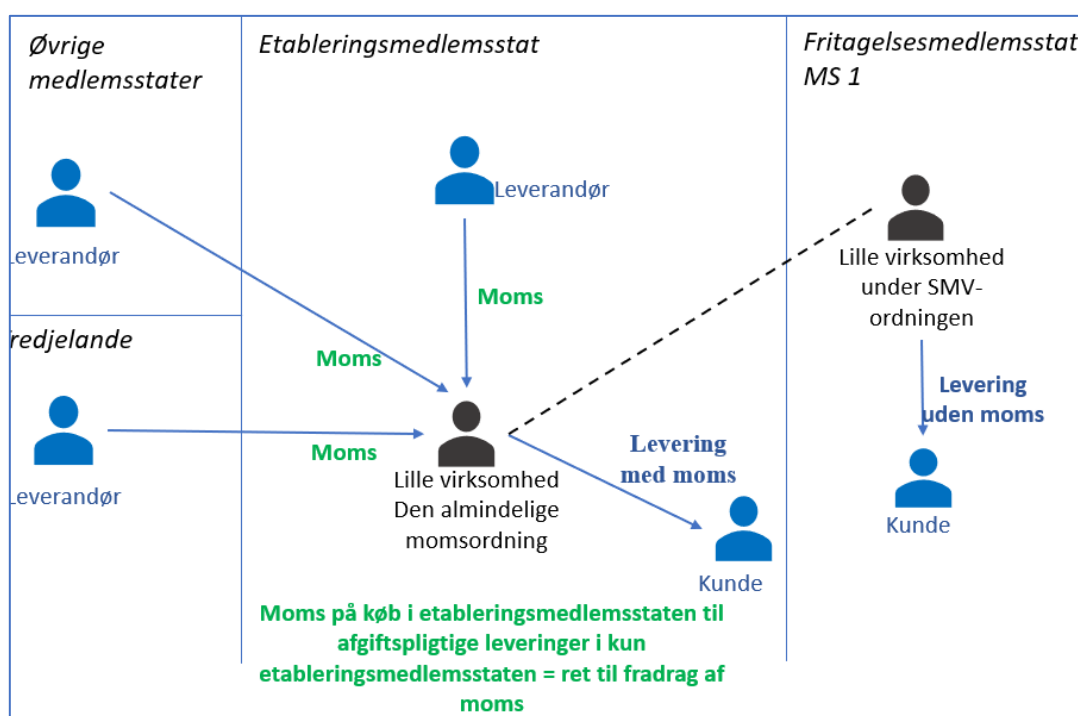 Øvrige
medlemsstater
Leverandør
redjelande
Leverandør
Etableringsmedlemsstat
Leverandør
Moms
Moms
Moms
Lille virksomhed
Den almindelige
momsordning
Levering
med moms
Kunde
Moms på køb i etableringsmedlemsstaten til
afgiftspligtige leveringer i kun
etableringsmedlemsstaten = ret til fradrag af
moms
Fritagelsesmedlemsstat
MS 1
Lille virksomhed
under SMV-
ordningen
Levering
uden moms
Kunde